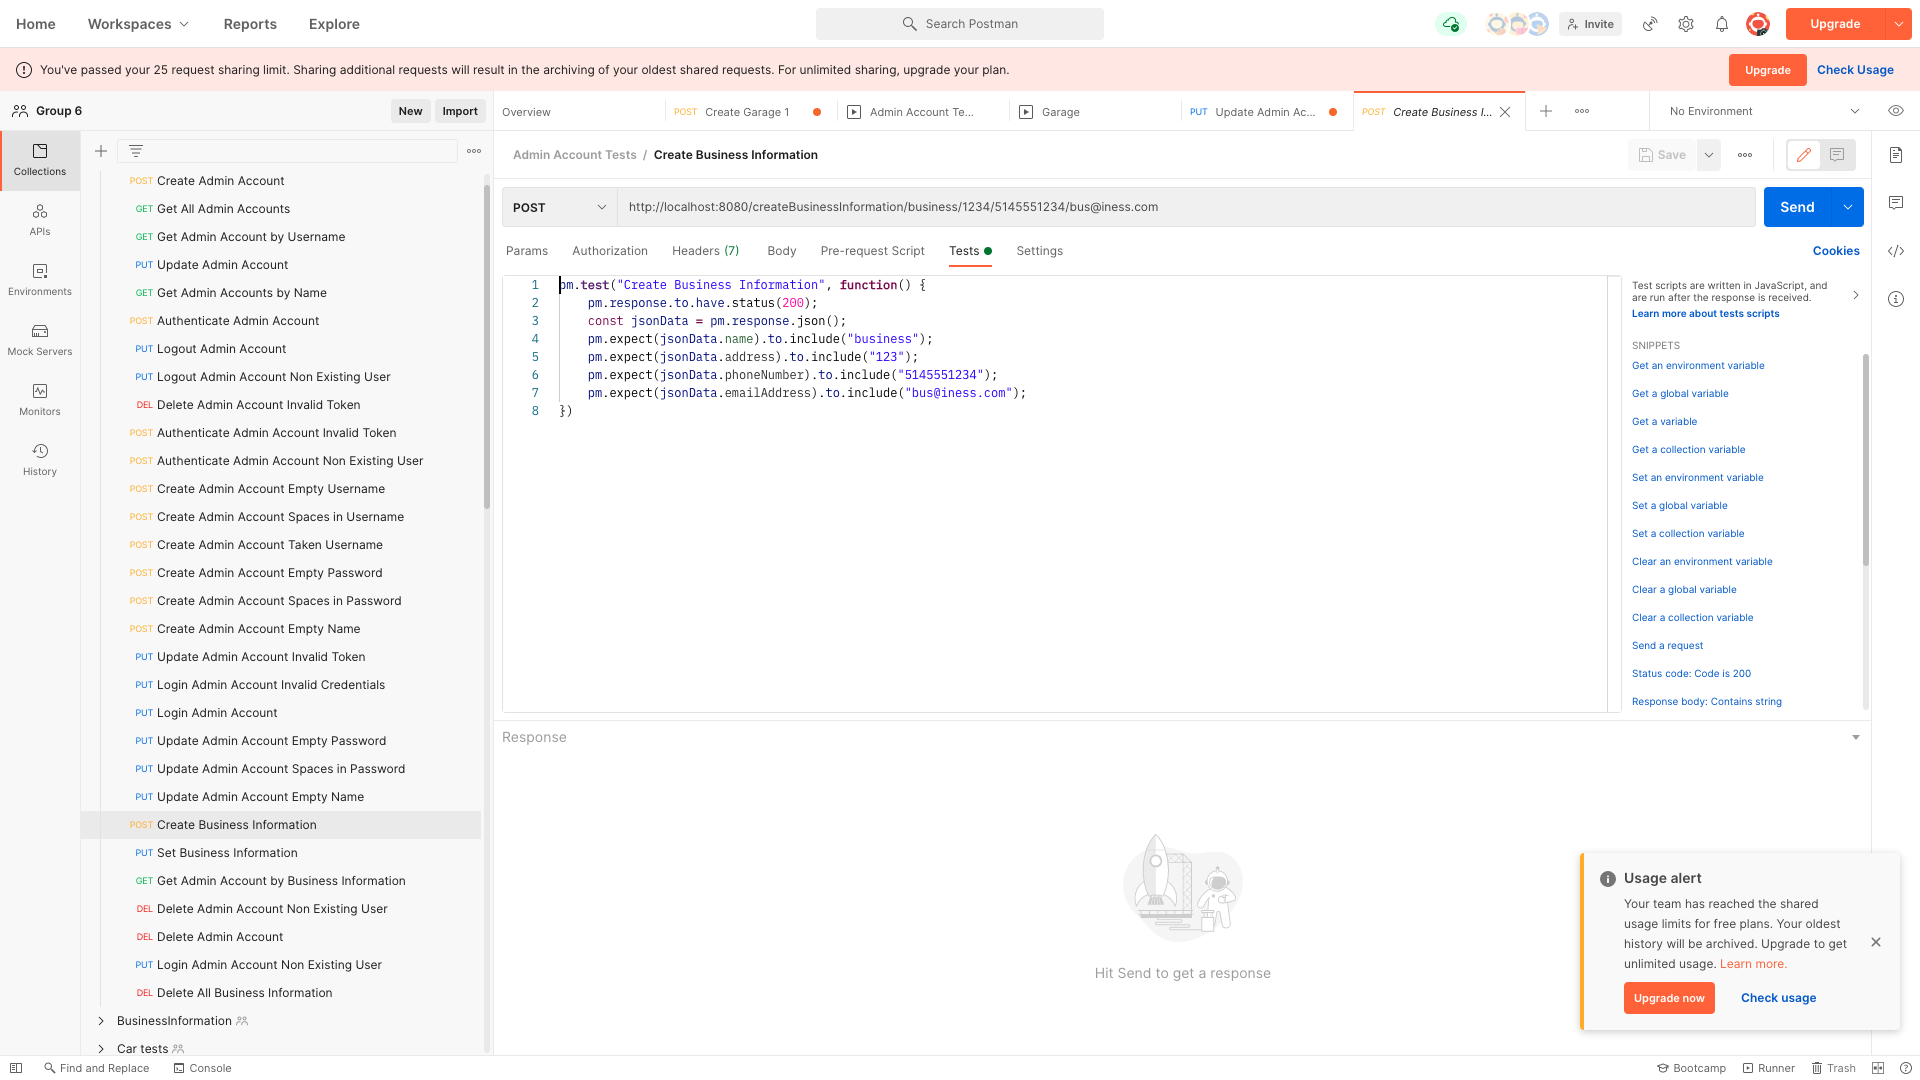 Home Workspaces Reports Explore Search Postman Invite Upgrade
You've passed your 25 request sharing limit. Sharing additional requests will result in the archiving of your oldest shared requests. For unlimited sharing, upgrade your plan. Upgrade Check Usage
Group 6 New Import
Overview POST Create Garage 1 Admin Account Te... Garage PUT Update Admin Ac... POST Create Business I... No Environment
Collections
APIs
Environments
Mock Servers
Monitors
History
POST Create Admin Account
GET Get All Admin Accounts
GET Get Admin Account by Username
PUT Update Admin Account
GET Get Admin Accounts by Name
POST Authenticate Admin Account
PUT Logout Admin Account
PUT Logout Admin Account Non Existing User
DEL Delete Admin Account Invalid Token
POST Authenticate Admin Account Invalid Token
POST Authenticate Admin Account Non Existing User
POST Create Admin Account Empty Username
POST Create Admin Account Spaces in Username
POST Create Admin Account Taken Username
POST Create Admin Account Empty Password
POST Create Admin Account Spaces in Password
POST Create Admin Account Empty Name
PUT Update Admin Account Invalid Token
PUT Login Admin Account Invalid Credentials
PUT Login Admin Account
PUT Update Admin Account Empty Password
PUT Update Admin Account Spaces in Password
PUT Update Admin Account Empty Name
POST Create Business Information
PUT Set Business Information
GET Get Admin Account by Business Information
DEL Delete Admin Account Non Existing User
DEL Delete Admin Account
PUT Login Admin Account Non Existing User
DEL Delete All Business Information
BusinessInformation
Car tests
Admin Account Tests / Create Business Information Save
POST http://localhost:8080/createBusinessInformation/business/1234/5145551234/bus@iness.com Send
Params Authorization Headers (7) Body Pre-request Script Tests Settings Cookies
1 pm.test("Create Business Information", function() {
2 pm.response.to.have.status(200);
3 const jsonData = pm.response.json();
4 pm.expect(jsonData.name).to.include("business");
5 pm.expect(jsonData.address).to.include("123");
6 pm.expect(jsonData.phoneNumber).to.include("5145551234");
7 pm.expect(jsonData.emailAddress).to.include("bus@iness.com");
8 })
Test scripts are written in JavaScript, and
are run after the response is received.
Learn more about tests scripts
SNIPPETS
Get an environment variable
Get a global variable
Get a variable
Get a collection variable
Set an environment variable
Set a global variable
Set a collection variable
Clear an environment variable
Clear a global variable
Clear a collection variable
Send a request
Status code: Code is 200
Response body: Contains string
Response
Hit Send to get a response
Usage alert
Your team has reached the shared
usage limits for free plans. Your oldest
history will be archived. Upgrade to get
unlimited usage. Learn more.
Upgrade now Check usage
Find and Replace Console Bootcamp Runner Trash